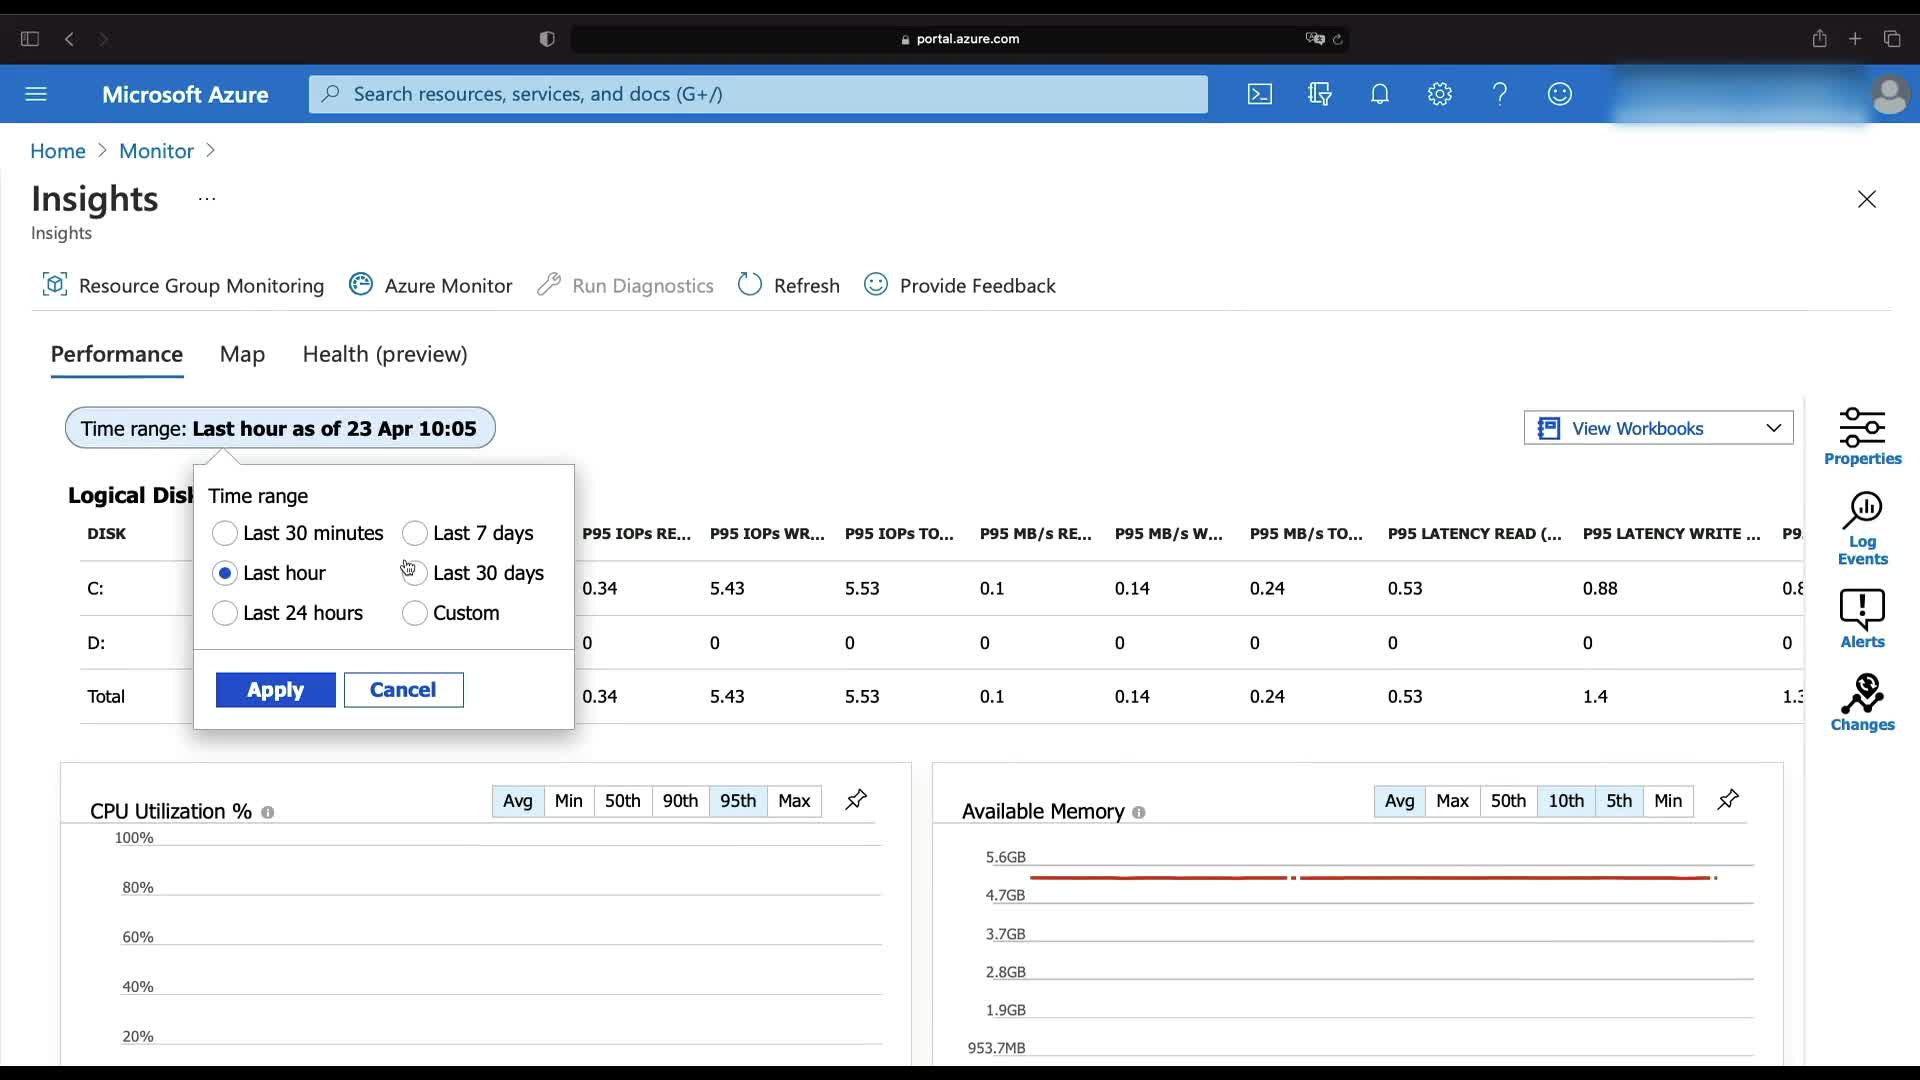 portal.azure.com
Microsoft Azure
Search resources, services, and docs (G+/)
Home > Monitor >
Insights ...
Insights
Resource Group Monitoring Azure Monitor Run Diagnostics Refresh Provide Feedback
Performance Map Health (preview)
Time range: Last hour as of 23 Apr 10:05
View Workbooks
Properties
Log
Events
Alerts
Changes
Time range
Last 30 minutes Last 7 days
Last hour Last 30 days
Last 24 hours Custom
Apply Cancel
Logical Disk
DISK P95 IOPs RE... P95 IOPs WR... P95 IOPs TO... P95 MB/s RE... P95 MB/s W... P95 MB/s TO... P95 LATENCY READ (... P95 LATENCY WRITE ... P9
C: 0.34 5.43 5.53 0.1 0.14 0.24 0.53 0.88 0.8
D: 0 0 0 0 0 0 0 0 0
Total 0.34 5.43 5.53 0.1 0.14 0.24 0.53 1.4 1.3
CPU Utilization % Avg Min 50th 90th 95th Max
100%
80%
60%
40%
20%
Available Memory Avg Max 50th 10th 5th Min
5.6GB
4.7GB
3.7GB
2.8GB
1.9GB
953.7MB